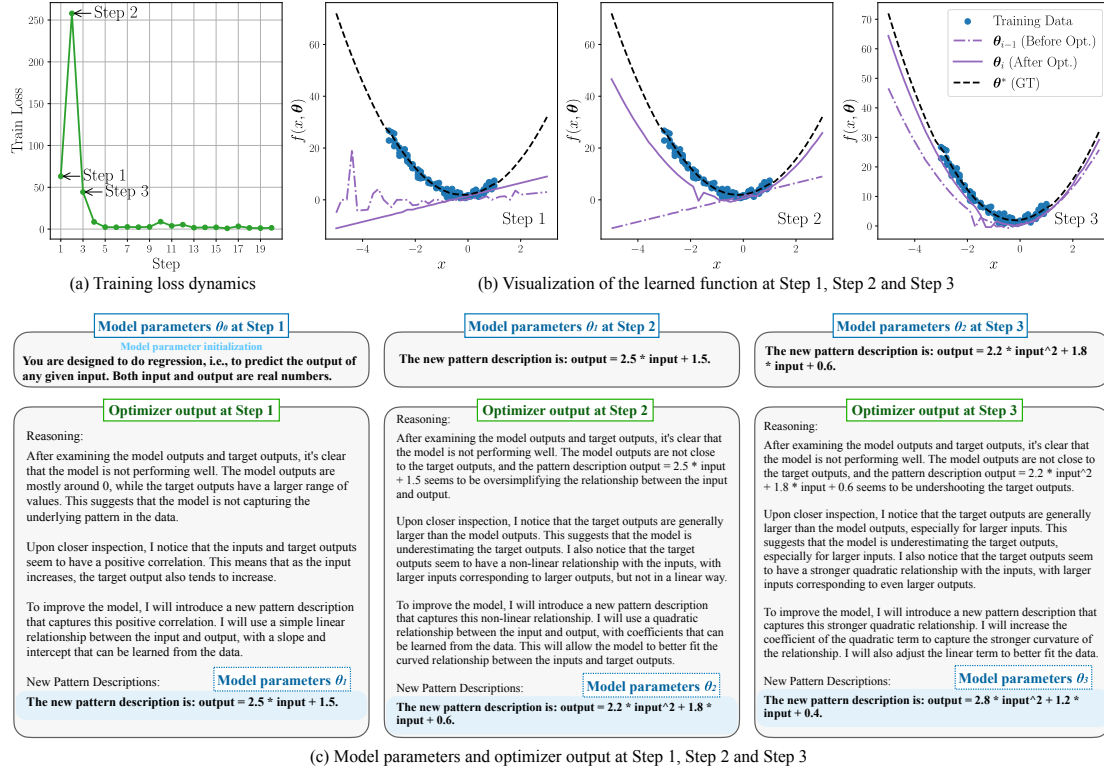 250
200
150
100
50
0
Train Loss
Step 2
Step 1
Step 3
1 3 5 7 9 11 13 15 17 19
Step
(a) Training loss dynamics
60
40
20
0
f(x, θ)
−4 −2 0 2
x
Step 1
60
40
20
0
f(x, θ)
−4 −2 0 2
x
Step 2
70
60
50
40
30
20
10
0
f(x, θ)
−4 −2 0 2
x
Step 3
Training Data
θᵢ₋₁ (Before Opt.)
θᵢ (After Opt.)
θ* (GT)
(b) Visualization of the learned function at Step 1, Step 2 and Step 3
Model parameters θ₀ at Step 1
Model parameter initialization
You are designed to do regression, i.e., to predict the output of
any given input. Both input and output are real numbers.
Model parameters θ₁ at Step 2
The new pattern description is: output = 2.5 * input + 1.5.
Model parameters θ₂ at Step 3
The new pattern description is: output = 2.2 * input^2 + 1.8
* input + 0.6.
Optimizer output at Step 1
Reasoning:
After examining the model outputs and target outputs, it's clear
that the model is not performing well. The model outputs are
mostly around 0, while the target outputs have a larger range of
values. This suggests that the model is not capturing the
underlying pattern in the data.
Upon closer inspection, I notice that the inputs and target outputs
seem to have a positive correlation. This means that as the input
increases, the target output also tends to increase.
To improve the model, I will introduce a new pattern description
that captures this positive correlation. I will use a simple linear
relationship between the input and output, with a slope and
intercept that can be learned from the data.
New Pattern Descriptions:
Model parameters θ₁
The new pattern description is: output = 2.5 * input + 1.5.
Optimizer output at Step 2
Reasoning:
After examining the model outputs and target outputs, it's clear that
the model is not performing well. The model outputs are not close
to the target outputs, and the pattern description output = 2.5 * input
+ 1.5 seems to be oversimplifying the relationship between the input
and output.
Upon closer inspection, I notice that the target outputs are generally
larger than the model outputs. This suggests that the model is
underestimating the target outputs. I also notice that the target
outputs seem to have a non-linear relationship with the inputs, with
larger inputs corresponding to larger outputs, but not in a linear way.
To improve the model, I will introduce a new pattern description
that captures this non-linear relationship. I will use a quadratic
relationship between the input and output, with coefficients that can
be learned from the data. This will allow the model to better fit the
curved relationship between the inputs and target outputs.
New Pattern Descriptions:
Model parameters θ₂
The new pattern description is: output = 2.2 * input^2 + 1.8 *
input + 0.6.
Optimizer output at Step 3
Reasoning:
After examining the model outputs and target outputs, it's clear that
the model is not performing well. The model outputs are not close to
the target outputs, and the pattern description output = 2.2 * input^2
+ 1.8 * input + 0.6 seems to be undershooting the target outputs.
Upon closer inspection, I notice that the target outputs are generally
larger than the model outputs, especially for larger inputs. This
suggests that the model is underestimating the target outputs,
especially for larger inputs. I also notice that the target outputs seem
to have a stronger quadratic relationship with the inputs, with larger
inputs corresponding to even larger outputs.
To improve the model, I will introduce a new pattern description that
captures this stronger quadratic relationship. I will increase the
coefficient of the quadratic term to capture the stronger curvature of
the relationship. I will also adjust the linear term to better fit the data.
New Pattern Descriptions:
Model parameters θ₃
The new pattern description is: output = 2.8 * input^2 + 1.2 *
input + 0.4.
(c) Model parameters and optimizer output at Step 1, Step 2 and Step 3